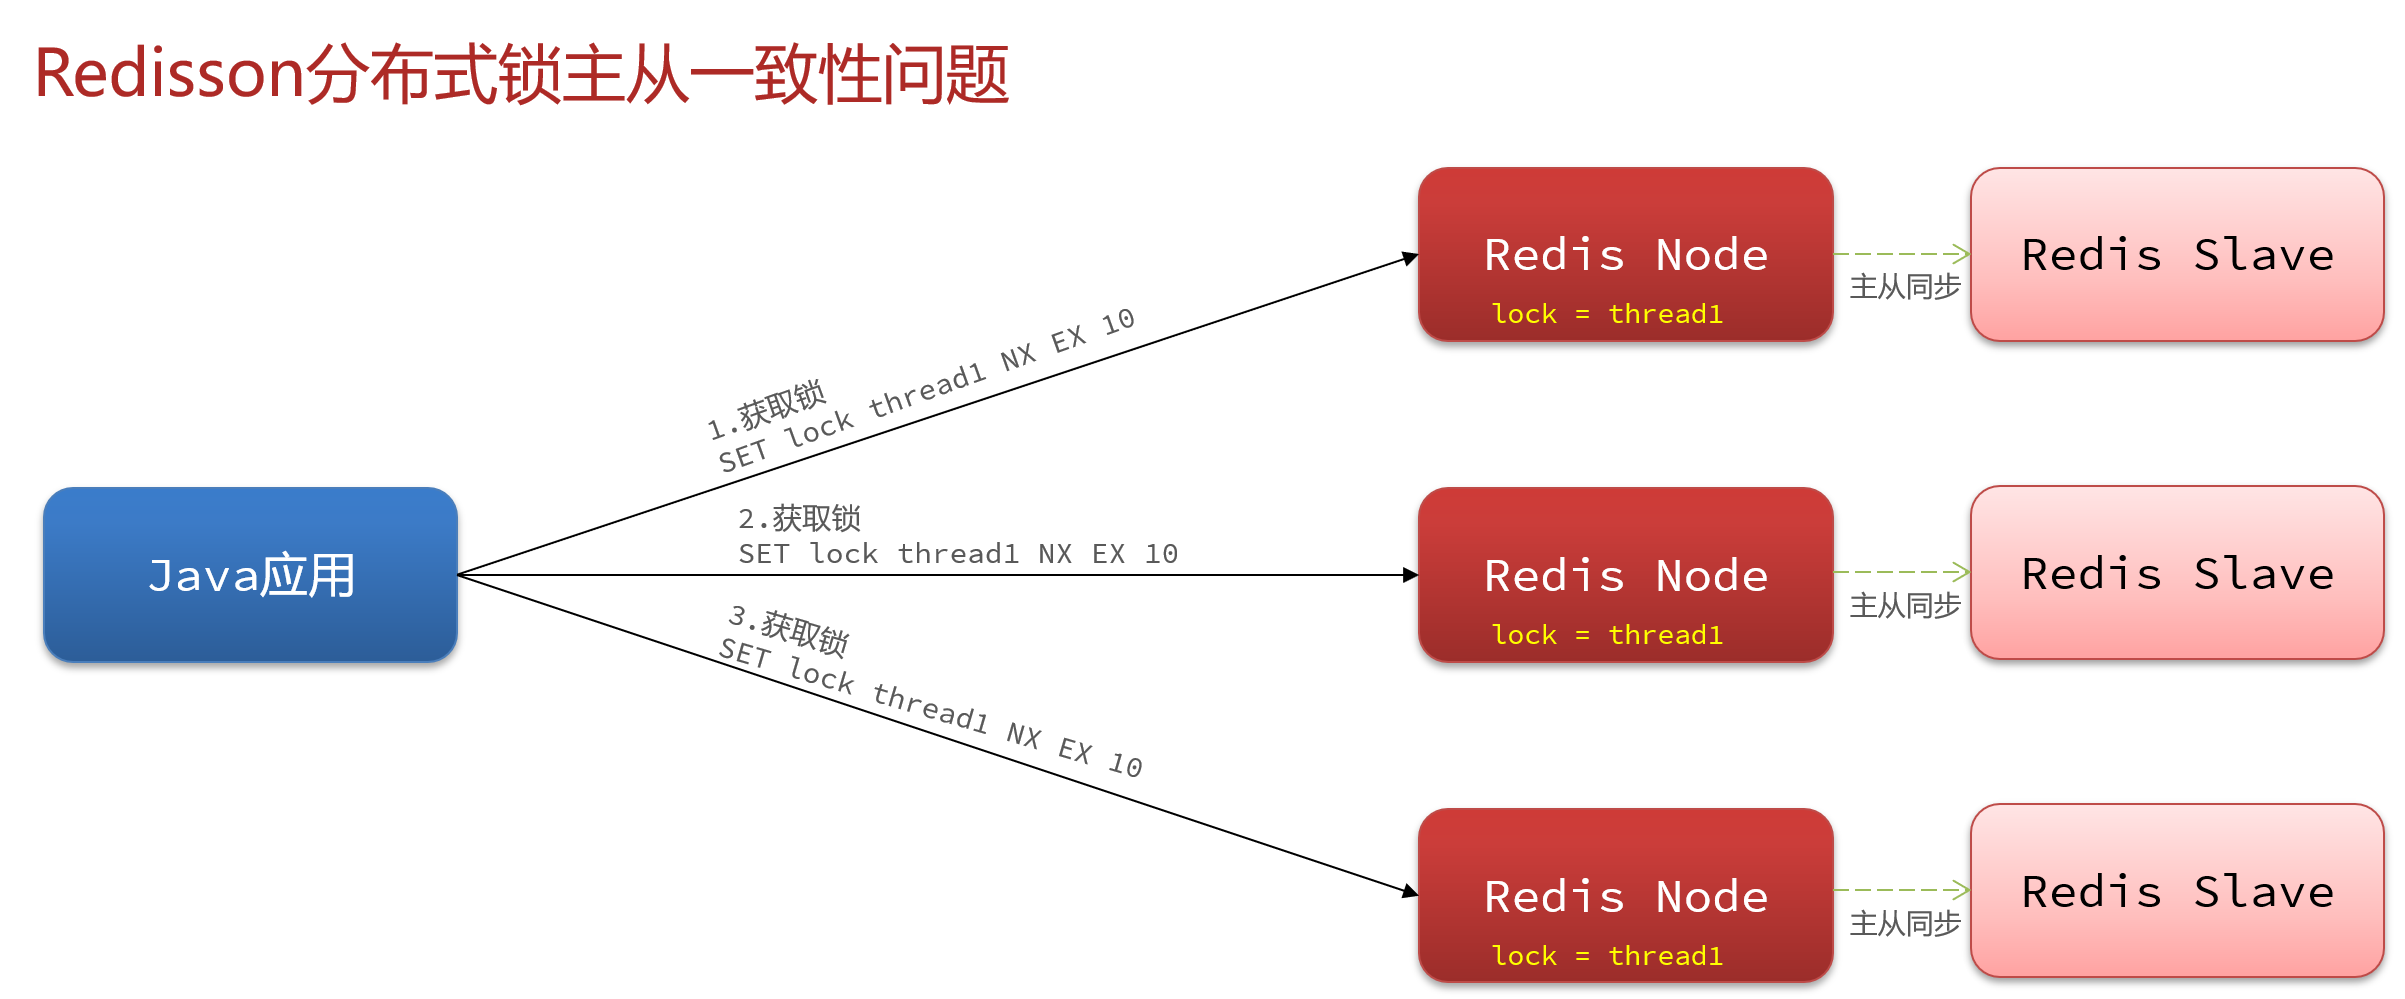 Redisson分布式锁主从一致性问题
Java应用
1.获取锁
SET lock thread1 NX EX 10
2.获取锁
SET lock thread1 NX EX 10
3.获取锁
SET lock thread1 NX EX 10
Redis Node
lock = thread1
主从同步
Redis Slave
Redis Node
lock = thread1
主从同步
Redis Slave
Redis Node
lock = thread1
主从同步
Redis Slave